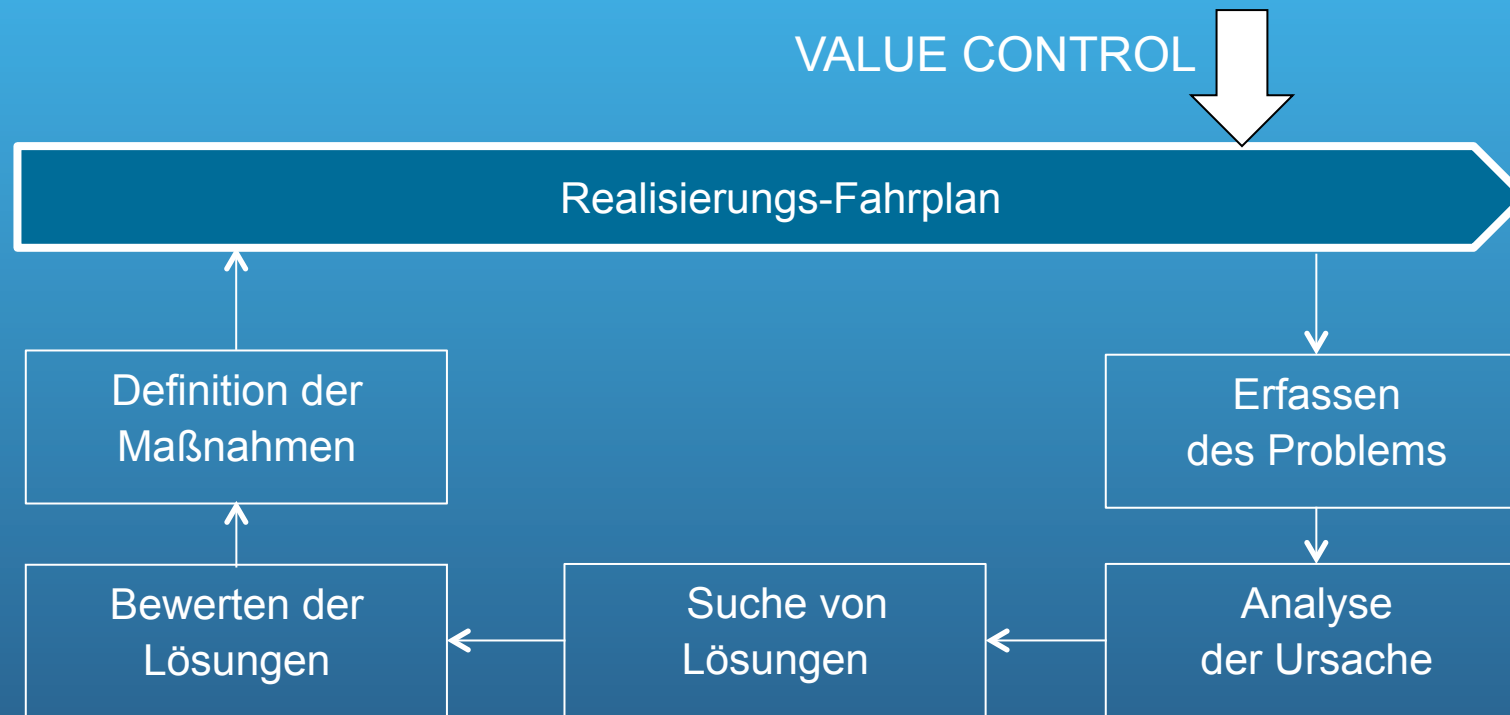 VALUE CONTROL
Realisierungs-Fahrplan
Definition der
Maßnahmen
Erfassen
des Problems
Bewerten der
Lösungen
Suche von
Lösungen
Analyse
der Ursache